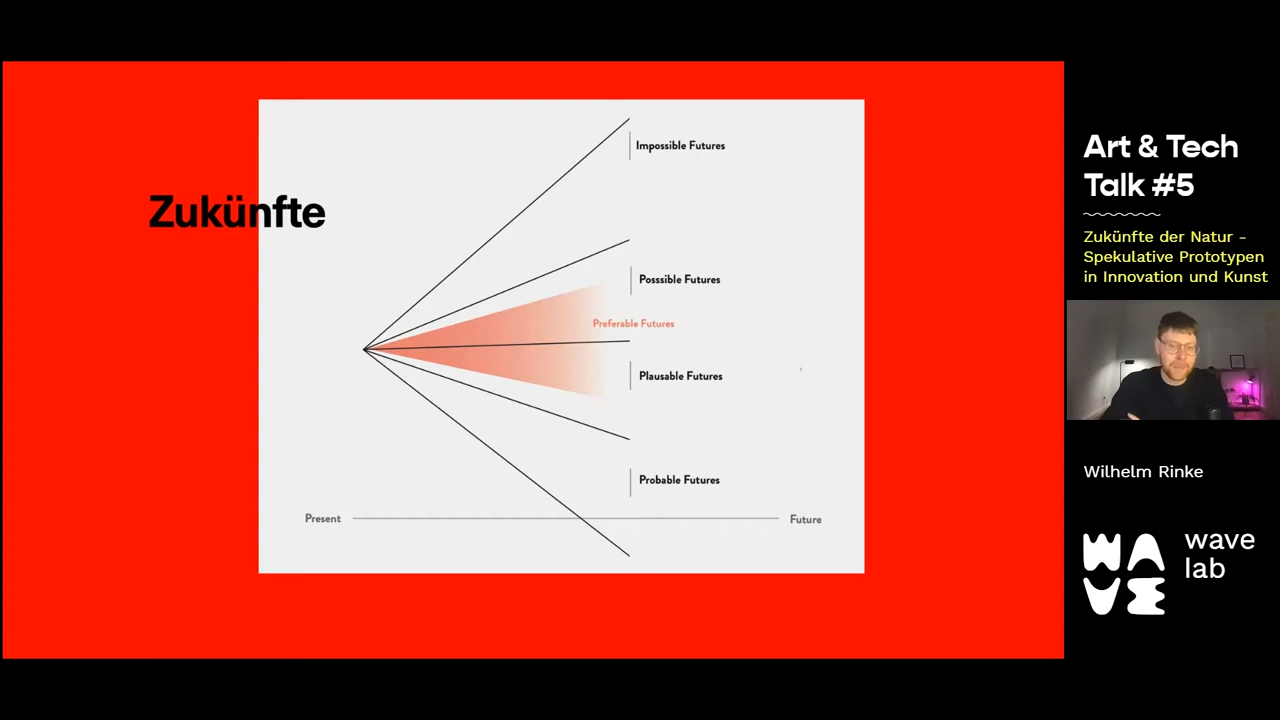 Zukünfte
Impossible Futures
Posssible Futures
Preferable Futures
Plausable Futures
Probable Futures
Present
Future
Art & Tech
Talk #5
Zukünfte der Natur –
Spekulative Prototypen
in Innovation und Kunst
Wilhelm Rinke
WAVE
wave
lab